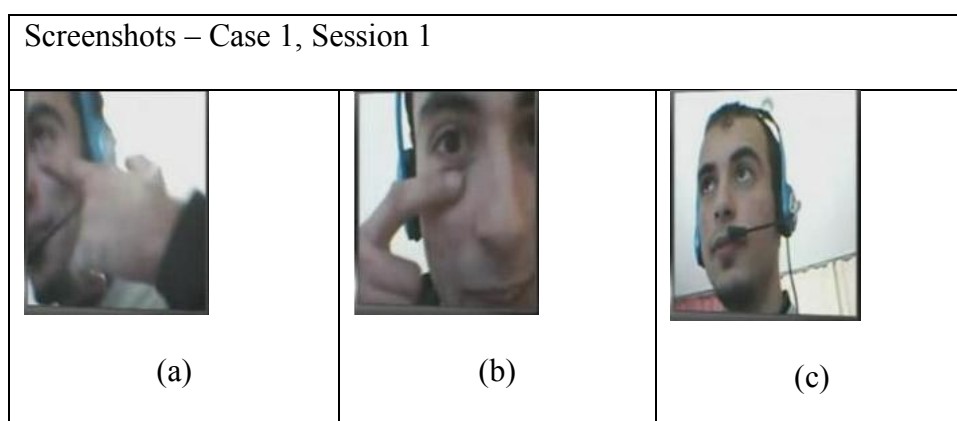 Screenshots – Case 1, Session 1
(a)
(b)
(c)